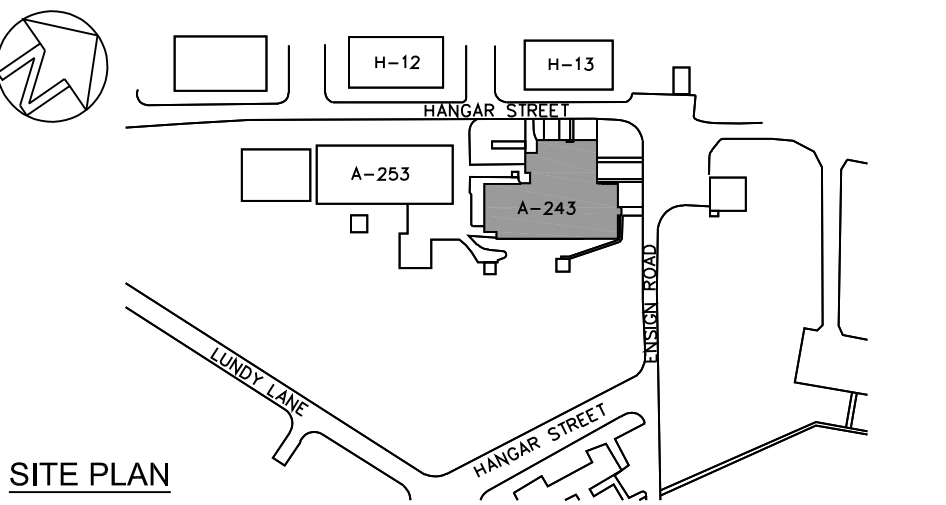 H-12
H-13
HANGAR STREET
A-253
A-243
ENSIGN ROAD
LUNDY LANE
HANGAR STREET
SITE PLAN
N